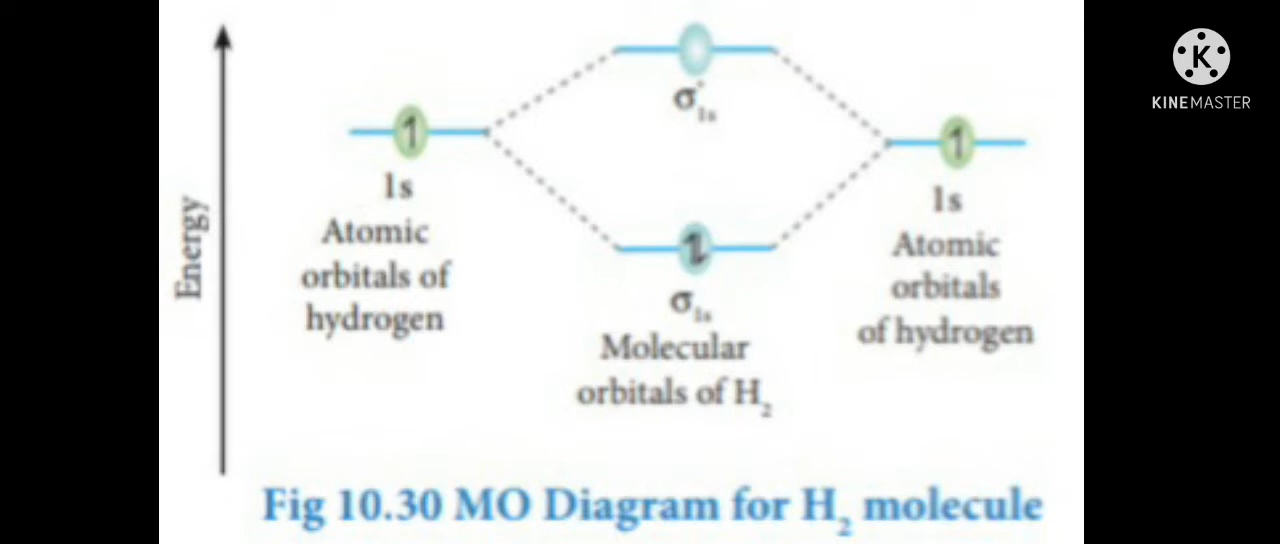 Energy
1s
Atomic
orbitals of
hydrogen
σ*1s
σ1s
Molecular
orbitals of H2
1s
Atomic
orbitals
of hydrogen
Fig 10.30 MO Diagram for H2 molecule
K
KINEMASTER